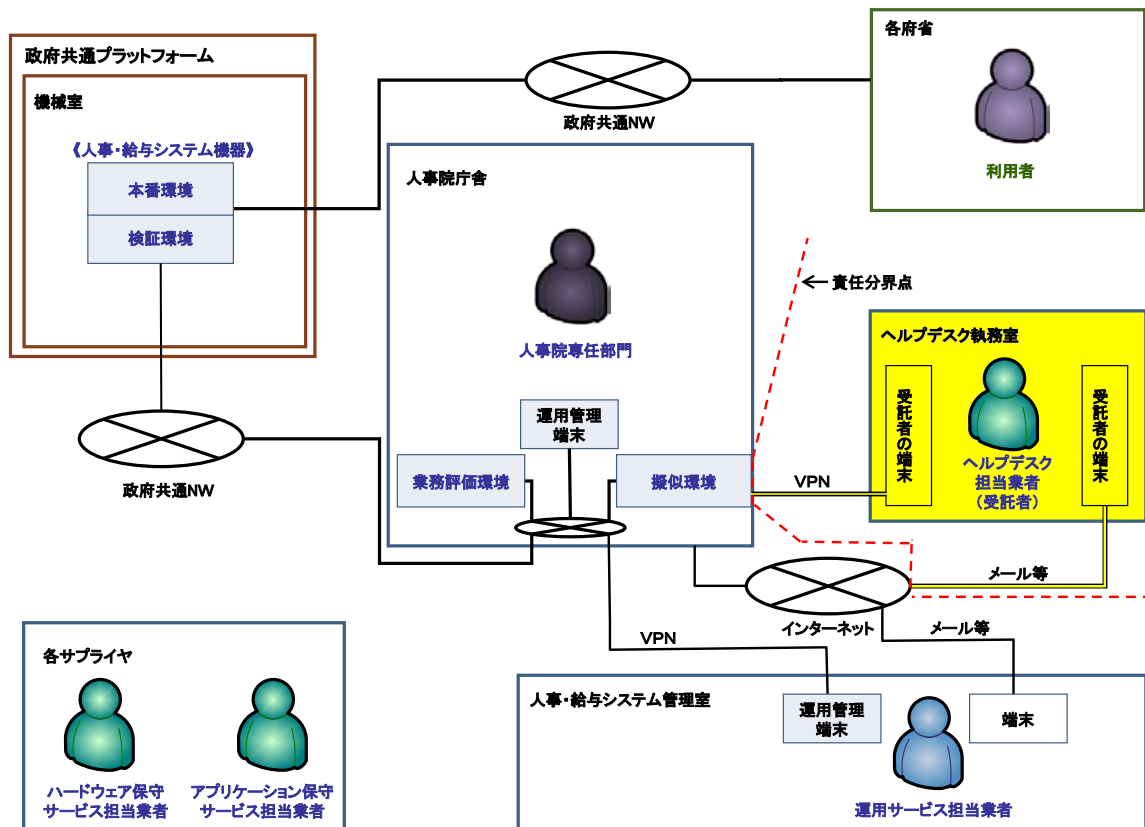 政府共通プラットフォーム
機械室
《人事・給与システム機器》
本番環境
検証環境
政府共通NW
各府省
利用者
人事院庁舎
人事院専任部門
責任分界点
ヘルプデスク執務室
受託者の端末
ヘルプデスク
担当業者
（受託者）
受託者の端末
運用管理
端末
業務評価環境
擬似環境
VPN
政府共通NW
メール等
インターネット
VPN
メール等
各サプライヤ
ハードウェア保守
サービス担当業者
アプリケーション保守
サービス担当業者
人事・給与システム管理室
運用管理
端末
端末
運用サービス担当業者